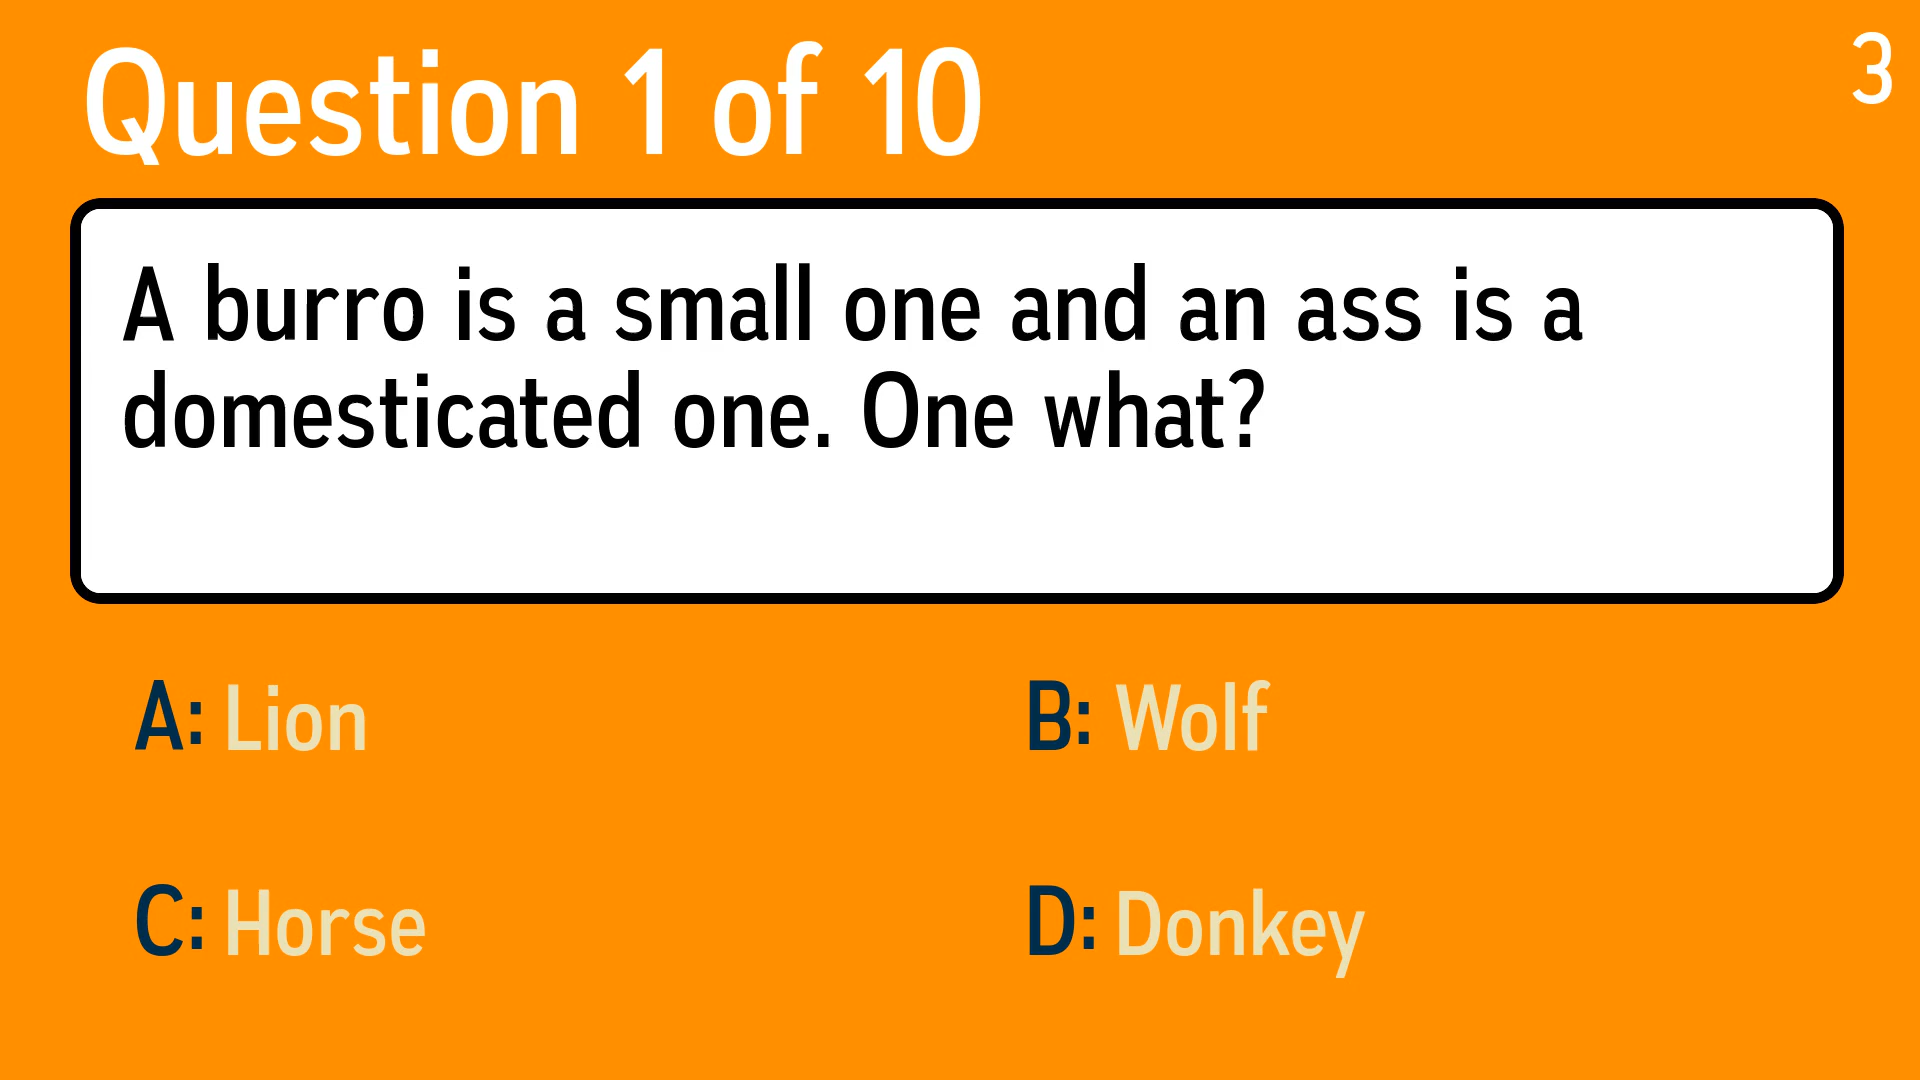 Question 1 of 10
3
A burro is a small one and an ass is a
domesticated one. One what?
A: Lion
B: Wolf
C: Horse
D: Donkey